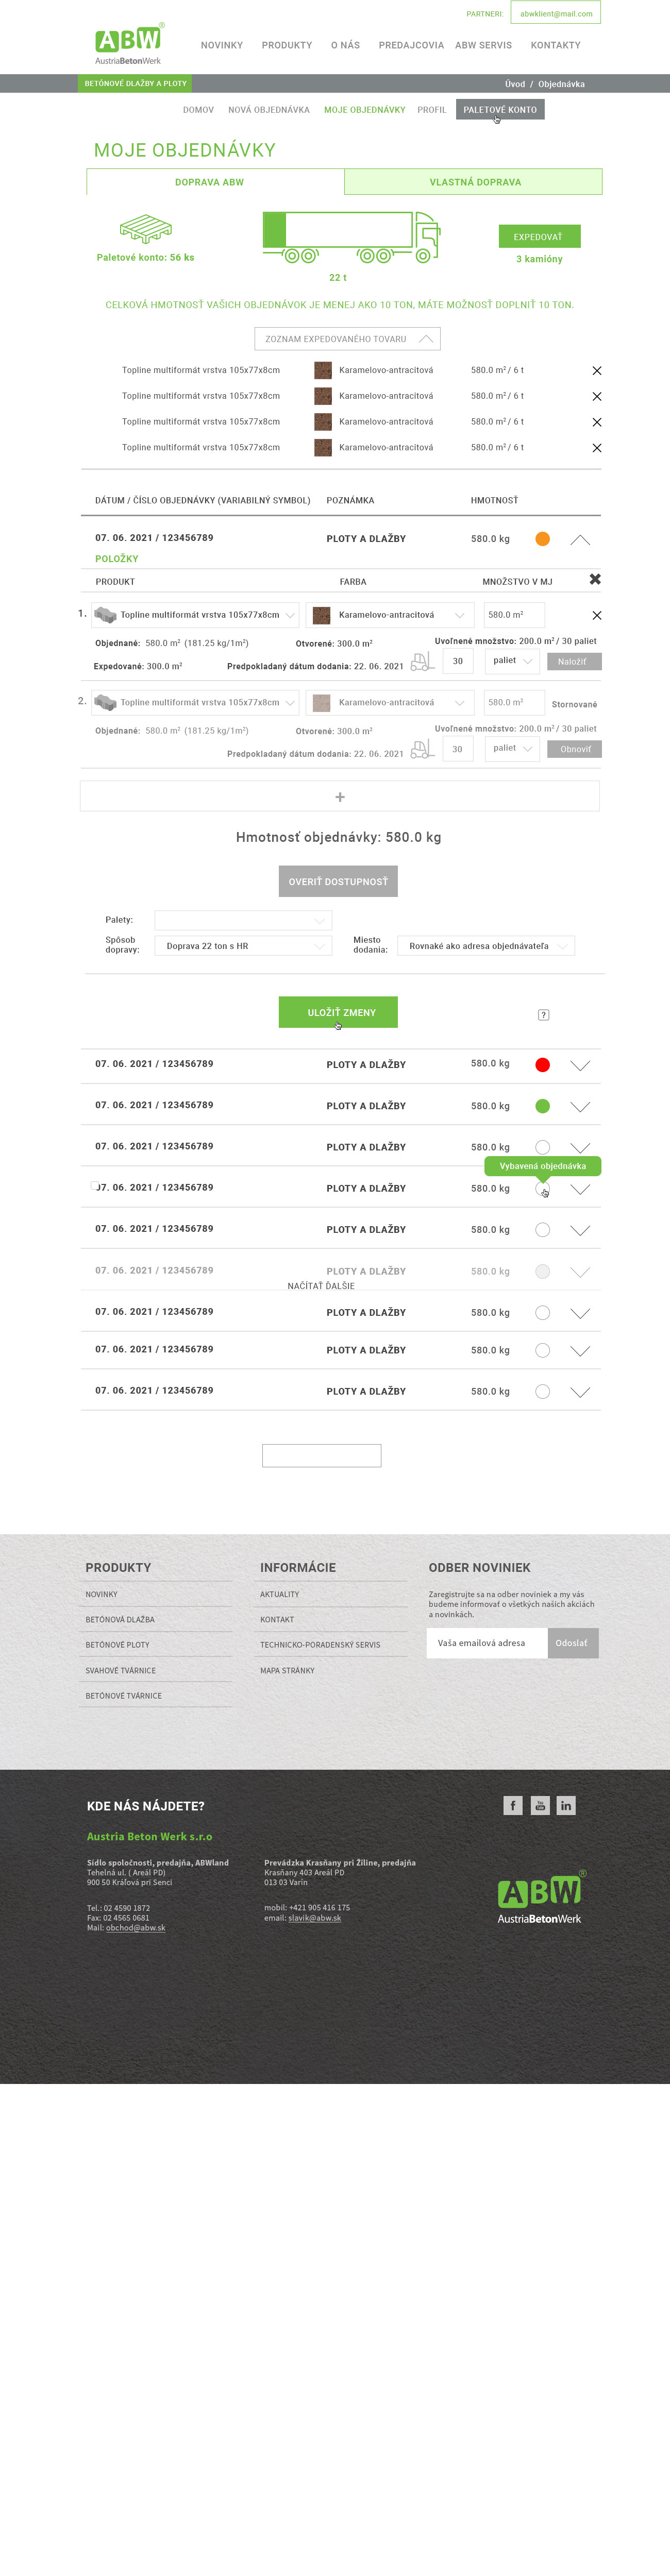 PARTNERI: abwklient@mail.com
ABW®
AustriaBetonWerk
NOVINKY PRODUKTY O NÁS PREDAJCOVIA ABW SERVIS KONTAKTY
BETÓNOVÉ DLAŽBY A PLOTY Úvod / Objednávka
DOMOV NOVÁ OBJEDNÁVKA MOJE OBJEDNÁVKY PROFIL PALETOVÉ KONTO
MOJE OBJEDNÁVKY
DOPRAVA ABW VLASTNÁ DOPRAVA
EXPEDOVAŤ
Paletové konto: 56 ks
3 kamióny
22 t
CELKOVÁ HMOTNOSŤ VAŠICH OBJEDNÁVOK JE MENEJ AKO 10 TON, MÁTE MOŽNOSŤ DOPLNIŤ 10 TON.
ZOZNAM EXPEDOVANÉHO TOVARU
Topline multiformát vrstva 105x77x8cm Karamelovo-antracitová 580.0 m² / 6 t
Topline multiformát vrstva 105x77x8cm Karamelovo-antracitová 580.0 m² / 6 t
Topline multiformát vrstva 105x77x8cm Karamelovo-antracitová 580.0 m² / 6 t
Topline multiformát vrstva 105x77x8cm Karamelovo-antracitová 580.0 m² / 6 t
DÁTUM / ČÍSLO OBJEDNÁVKY (VARIABILNÝ SYMBOL) POZNÁMKA HMOTNOSŤ
07. 06. 2021 / 123456789 PLOTY A DLAŽBY 580.0 kg
POLOŽKY
PRODUKT FARBA MNOŽSTVO V MJ
1. Topline multiformát vrstva 105x77x8cm Karamelovo-antracitová 580.0 m²
Objednané: 580.0 m² (181.25 kg/1m²) Otvorené: 300.0 m² Uvoľnené množstvo: 200.0 m² / 30 paliet
Expedované: 300.0 m² Predpokladaný dátum dodania: 22. 06. 2021 30 paliet Naložiť
2. Topline multiformát vrstva 105x77x8cm Karamelovo-antracitová 580.0 m² Stornované
Objednané: 580.0 m² (181.25 kg/1m²) Otvorené: 300.0 m² Uvoľnené množstvo: 200.0 m² / 30 paliet
Predpokladaný dátum dodania: 22. 06. 2021 30 paliet Obnoviť
+
Hmotnosť objednávky: 580.0 kg
OVERIŤ DOSTUPNOSŤ
Palety:
Spôsob dopravy: Doprava 22 ton s HR Miesto dodania: Rovnaké ako adresa objednávateľa
ULOŽIŤ ZMENY ?
07. 06. 2021 / 123456789 PLOTY A DLAŽBY 580.0 kg
07. 06. 2021 / 123456789 PLOTY A DLAŽBY 580.0 kg
07. 06. 2021 / 123456789 PLOTY A DLAŽBY 580.0 kg
Vybavená objednávka
07. 06. 2021 / 123456789 PLOTY A DLAŽBY 580.0 kg
07. 06. 2021 / 123456789 PLOTY A DLAŽBY 580.0 kg
07. 06. 2021 / 123456789 PLOTY A DLAŽBY 580.0 kg
NAČÍTAŤ ĎALŠIE
07. 06. 2021 / 123456789 PLOTY A DLAŽBY 580.0 kg
07. 06. 2021 / 123456789 PLOTY A DLAŽBY 580.0 kg
07. 06. 2021 / 123456789 PLOTY A DLAŽBY 580.0 kg
PRODUKTY
NOVINKY
BETÓNOVÁ DLAŽBA
BETÓNOVÉ PLOTY
SVAHOVÉ TVÁRNICE
BETÓNOVÉ TVÁRNICE
INFORMÁCIE
AKTUALITY
KONTAKT
TECHNICKO-PORADENSKÝ SERVIS
MAPA STRÁNKY
ODBER NOVINIEK
Zaregistrujte sa na odber noviniek a my vás
budeme informovať o všetkých našich akciách
a novinkách.
Vaša emailová adresa Odoslať
KDE NÁS NÁJDETE?
f You Tube in
Austria Beton Werk s.r.o
Sídlo spoločnosti, predajňa, ABWland
Tehelná ul. ( Areál PD)
900 50 Kráľová pri Senci
Tel.: 02 4590 1872
Fax: 02 4565 0681
Mail: obchod@abw.sk
Prevádzka Krasňany pri Žiline, predajňa
Krasňany 403 Areál PD
013 03 Varín
mobil: +421 905 416 175
email: slavik@abw.sk
ABW®
AustriaBetonWerk